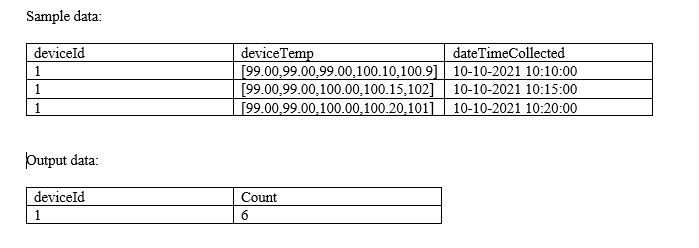 Sample data:
deviceId deviceTemp dateTimeCollected
1 [99.00,99.00,99.00,100.10,100.9] 10-10-2021 10:10:00
1 [99.00,99.00,100.00,100.15,102] 10-10-2021 10:15:00
1 [99.00,99.00,100.00,100.20,101] 10-10-2021 10:20:00
Output data:
deviceId Count
1 6